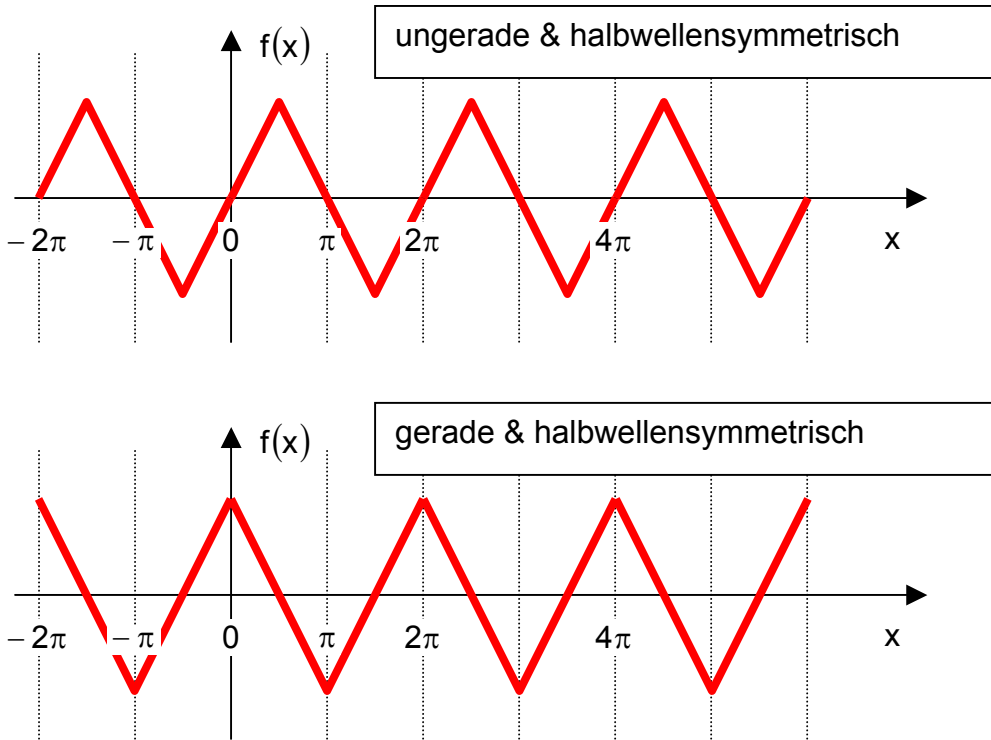 ungerade & halbwellensymmetrisch
f(x)
− 2π − π 0 π 2π 4π x
gerade & halbwellensymmetrisch
f(x)
− 2π − π 0 π 2π 4π x